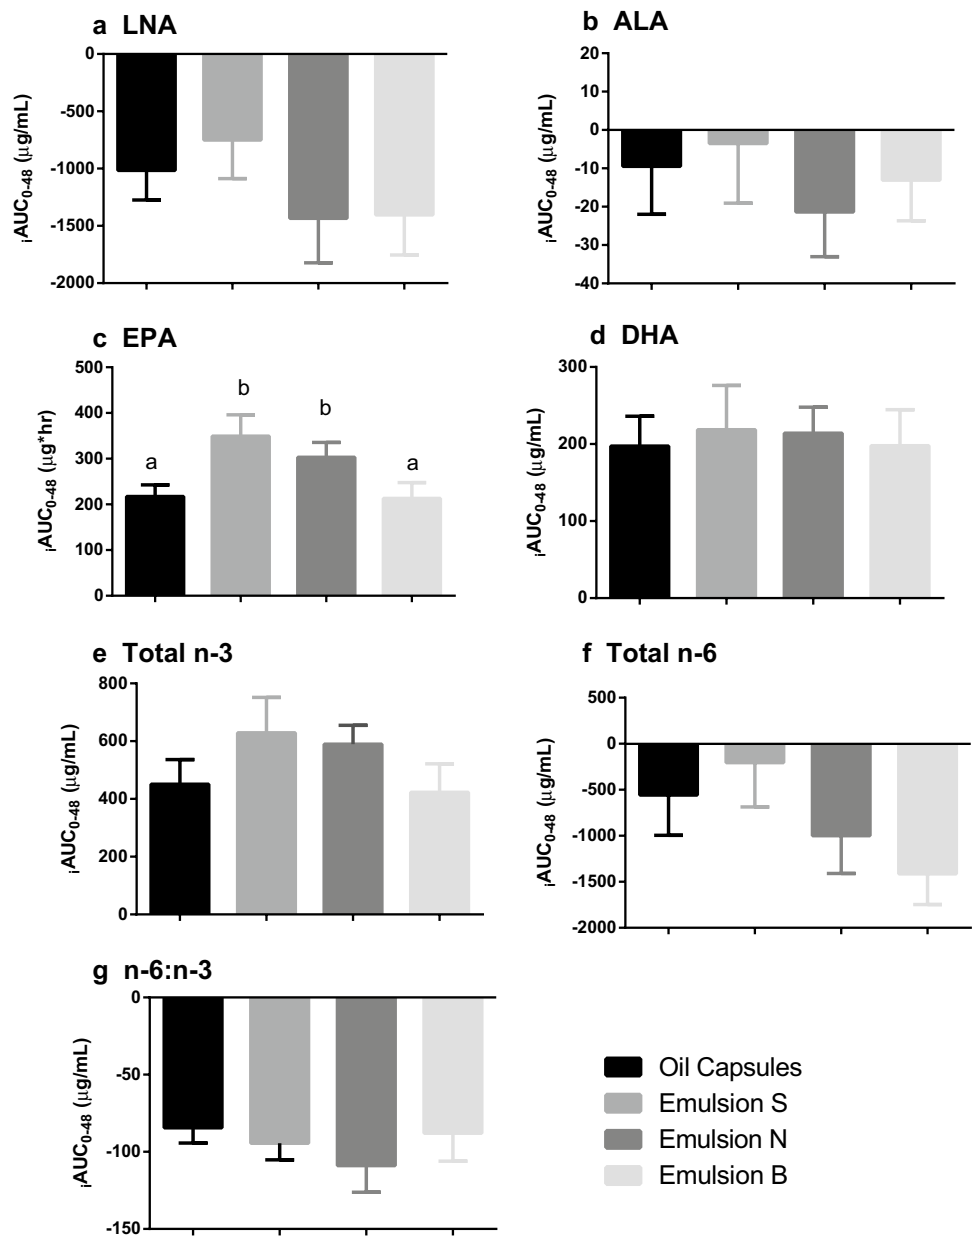 a LNA
0
-500
-1000
-1500
-2000
iAUC0-48 (μg/mL)
b ALA
20
10
0
-10
-20
-30
-40
iAUC0-48 (μg/mL)
c EPA
500
400
300
200
100
0
iAUC0-48 (μg*hr)
a
b
b
a
d DHA
300
200
100
0
iAUC0-48 (μg/mL)
e Total n-3
800
600
400
200
0
iAUC0-48 (μg/mL)
f Total n-6
500
0
-500
-1000
-1500
-2000
iAUC0-48 (μg/mL)
g n-6:n-3
0
-50
-100
-150
iAUC0-48 (μg/mL)
Oil Capsules
Emulsion S
Emulsion N
Emulsion B